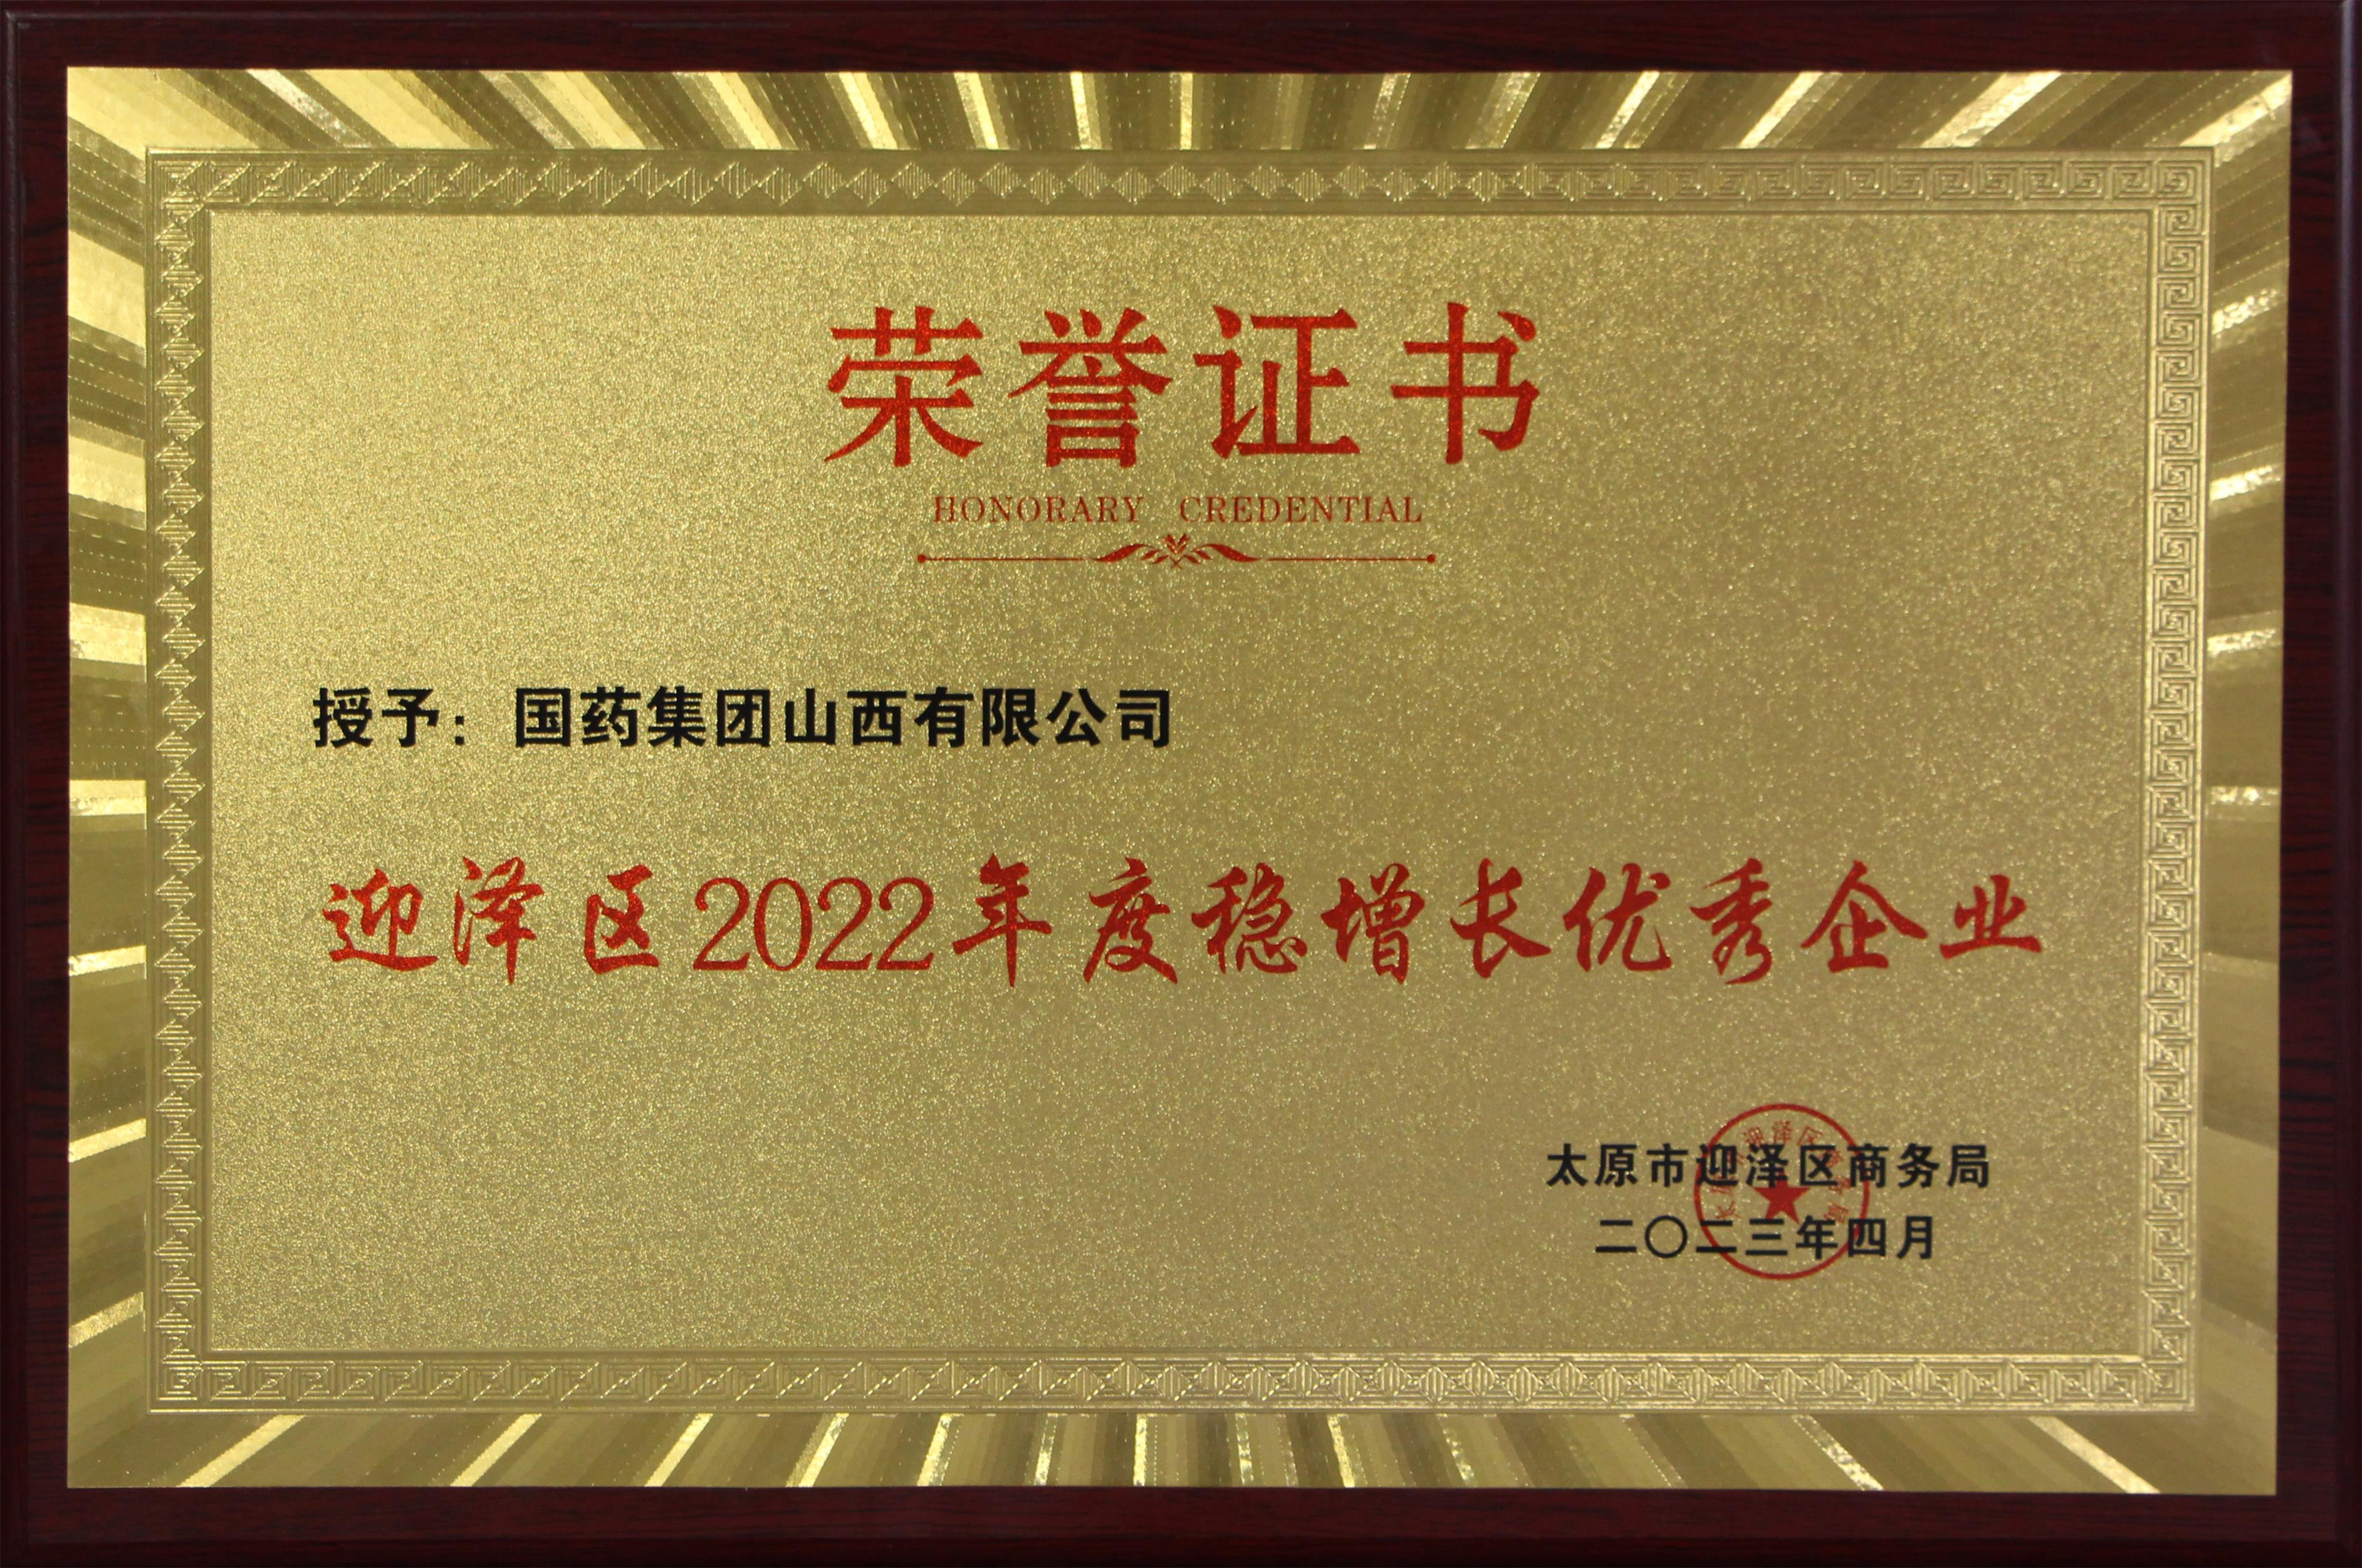 荣誉证书
HONORARY CREDENTIAL
授予：国药集团山西有限公司
迎泽区2022年度稳增长优秀企业
太原市迎泽区商务局
二〇二三年四月